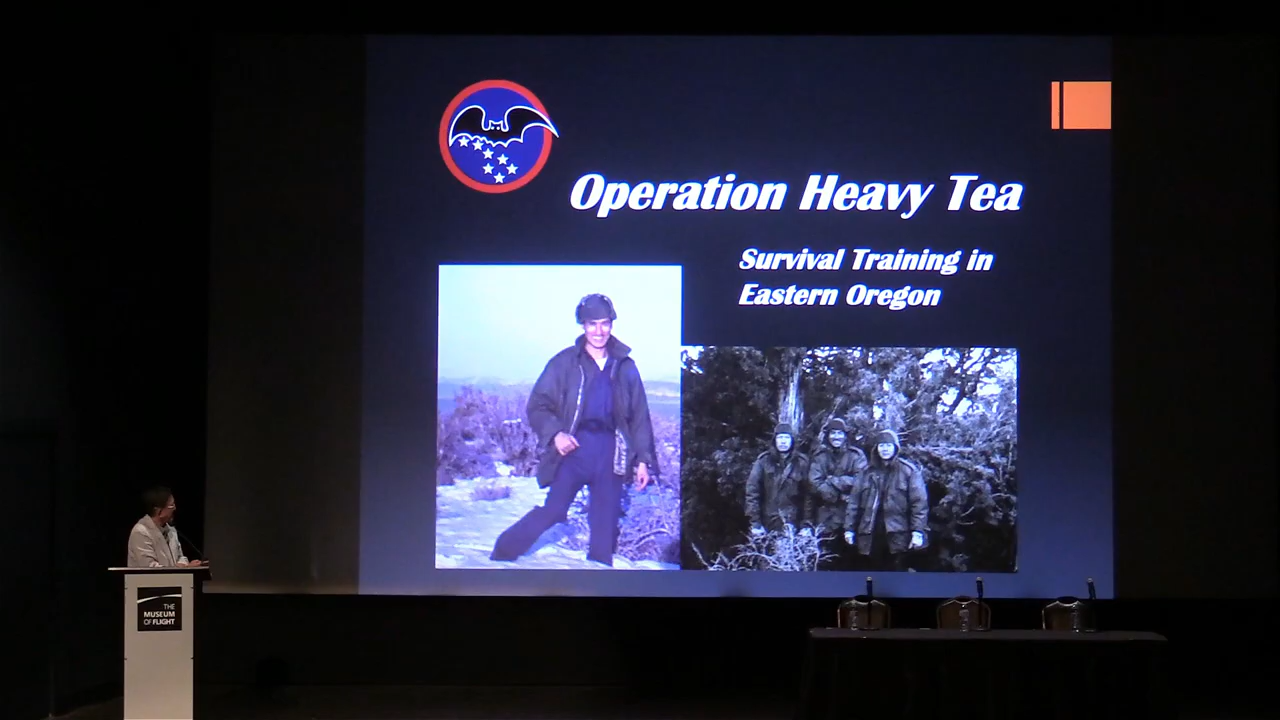 Operation Heavy Tea
Survival Training in
Eastern Oregon
THE
MUSEUM
OF FLIGHT